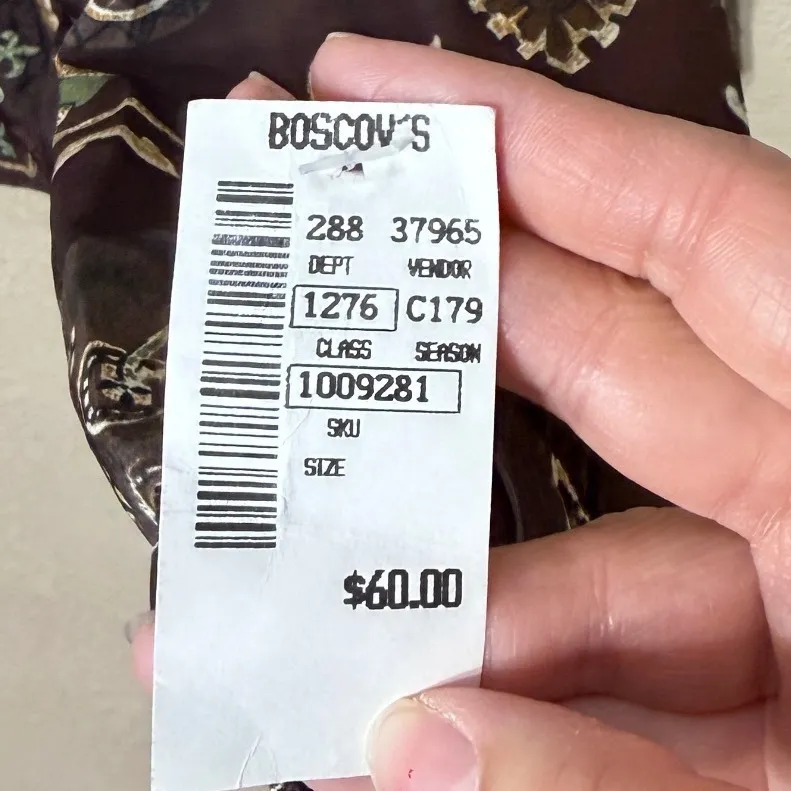 BOSCOV'S
288 37965
DEPT VENDOR
1276 C179
CLASS SEASON
1009281
SKU
SIZE
$60.00